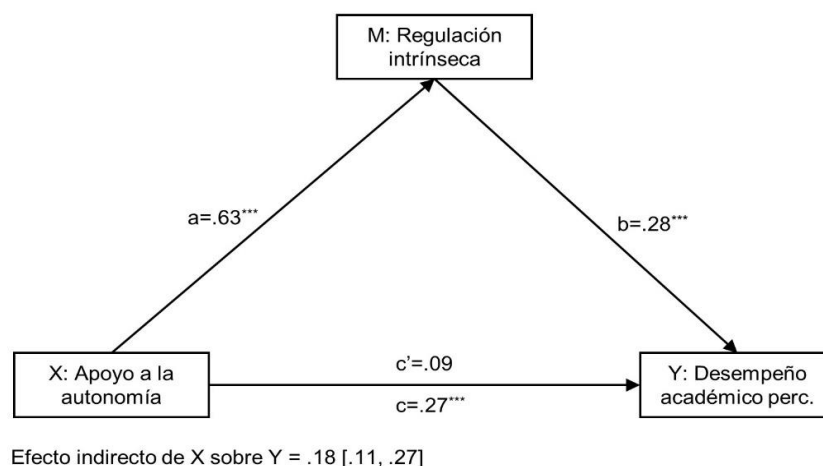 M: Regulación
intrínseca
a=.63***
b=.28***
X: Apoyo a la
autonomía
c’=.09
c=.27***
Y: Desempeño
académico perc.
Efecto indirecto de X sobre Y = .18 [.11, .27]